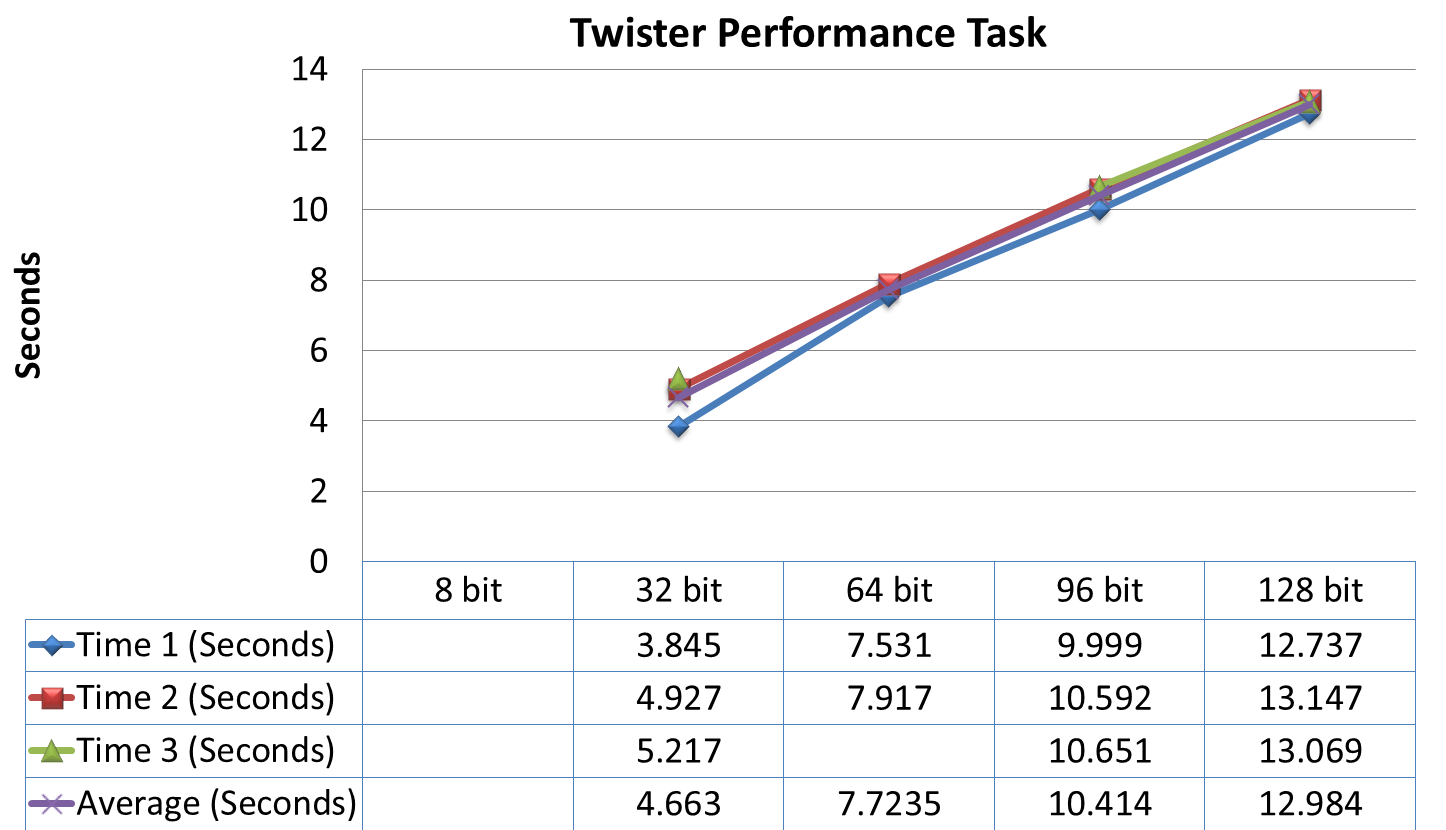 Twister Performance Task
14
12
10
8
6
4
2
0
Seconds
8 bit 32 bit 64 bit 96 bit 128 bit
Time 1 (Seconds) 3.845 7.531 9.999 12.737
Time 2 (Seconds) 4.927 7.917 10.592 13.147
Time 3 (Seconds) 5.217 10.651 13.069
Average (Seconds) 4.663 7.7235 10.414 12.984